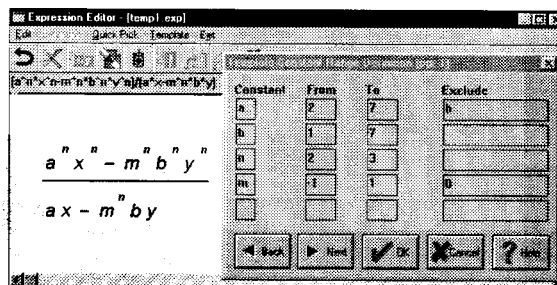 Expression Editor - [temp1.exp]
Edit Quick Pick Template Exit
(a^n*x^n-m^n*b^n*y^n)/(a*x-m^n*b*y)
a^n x^n - m^n b^n y^n
a x - m^n b y
Constant From To Exclude
a 2 7 b
b 1 7
n 2 3
m -1 1 0
Back Next OK Cancel Help